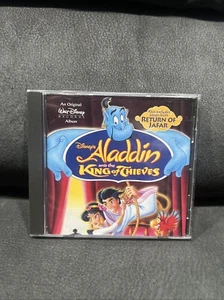 An Original
Walt Disney
RECORDS
Album
RETURN OF
JAFAR
Disney's
Aladdin
AND THE
KING OF THIEVES